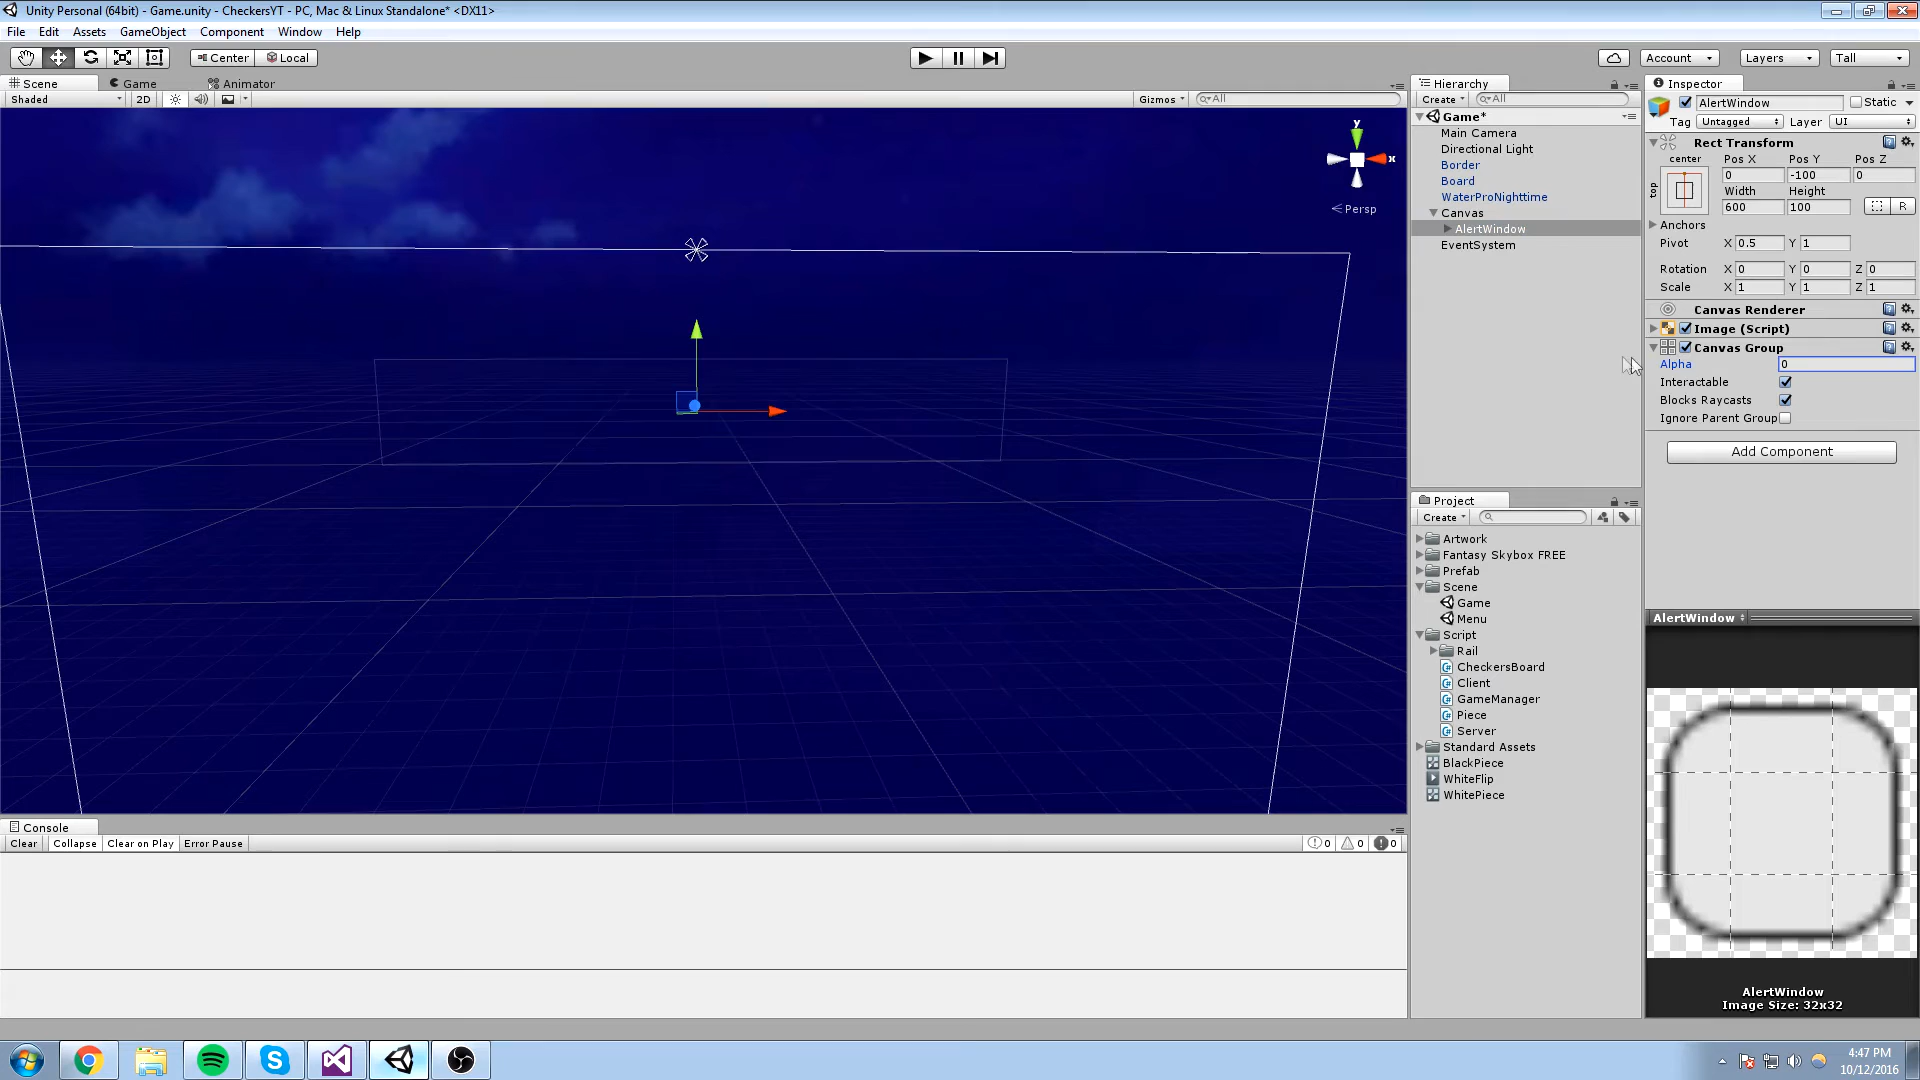 Unity Personal (64bit) - Game.unity - CheckersYT - PC, Mac & Linux Standalone* <DX11>
File Edit Assets GameObject Component Window Help
Center Local Account Layers Tall
Scene Game Animator
Shaded 2D Gizmos All
y
x
Persp
Hierarchy
Create All
Game*
Main Camera
Directional Light
Border
Board
WaterProNighttime
Canvas
AlertWindow
EventSystem
Inspector
AlertWindow Static
Tag Untagged Layer UI
Rect Transform
center Pos X Pos Y Pos Z
top 0 -100 0
Width Height
600 100 R
Anchors
Pivot X 0.5 Y 1
Rotation X 0 Y 0 Z 0
Scale X 1 Y 1 Z 1
Canvas Renderer
Image (Script)
Canvas Group
Alpha 0
Interactable
Blocks Raycasts
Ignore Parent Group
Add Component
Project
Create
Artwork
Fantasy Skybox FREE
Prefab
Scene
Game
Menu
Script
Rail
CheckersBoard
Client
GameManager
Piece
Server
Standard Assets
BlackPiece
WhiteFlip
WhitePiece
AlertWindow
AlertWindow
Image Size: 32x32
Console
Clear Collapse Clear on Play Error Pause 0 0 0
4:47 PM
10/12/2016